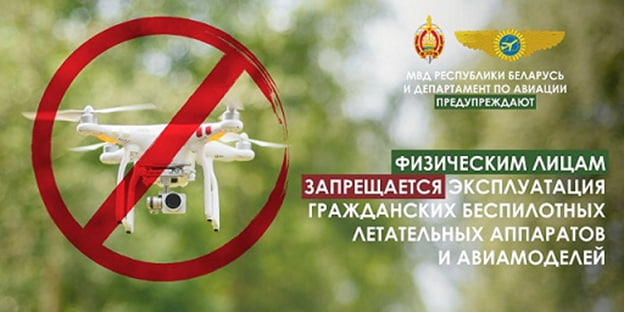 МВД РЕСПУБЛИКИ БЕЛАРУСЬ
И ДЕПАРТАМЕНТ ПО АВИАЦИИ
ПРЕДУПРЕЖДАЮТ
ФИЗИЧЕСКИМ ЛИЦАМ
ЗАПРЕЩАЕТСЯ ЭКСПЛУАТАЦИЯ
ГРАЖДАНСКИХ БЕСПИЛОТНЫХ
ЛЕТАТЕЛЬНЫХ АППАРАТОВ
И АВИАМОДЕЛЕЙ